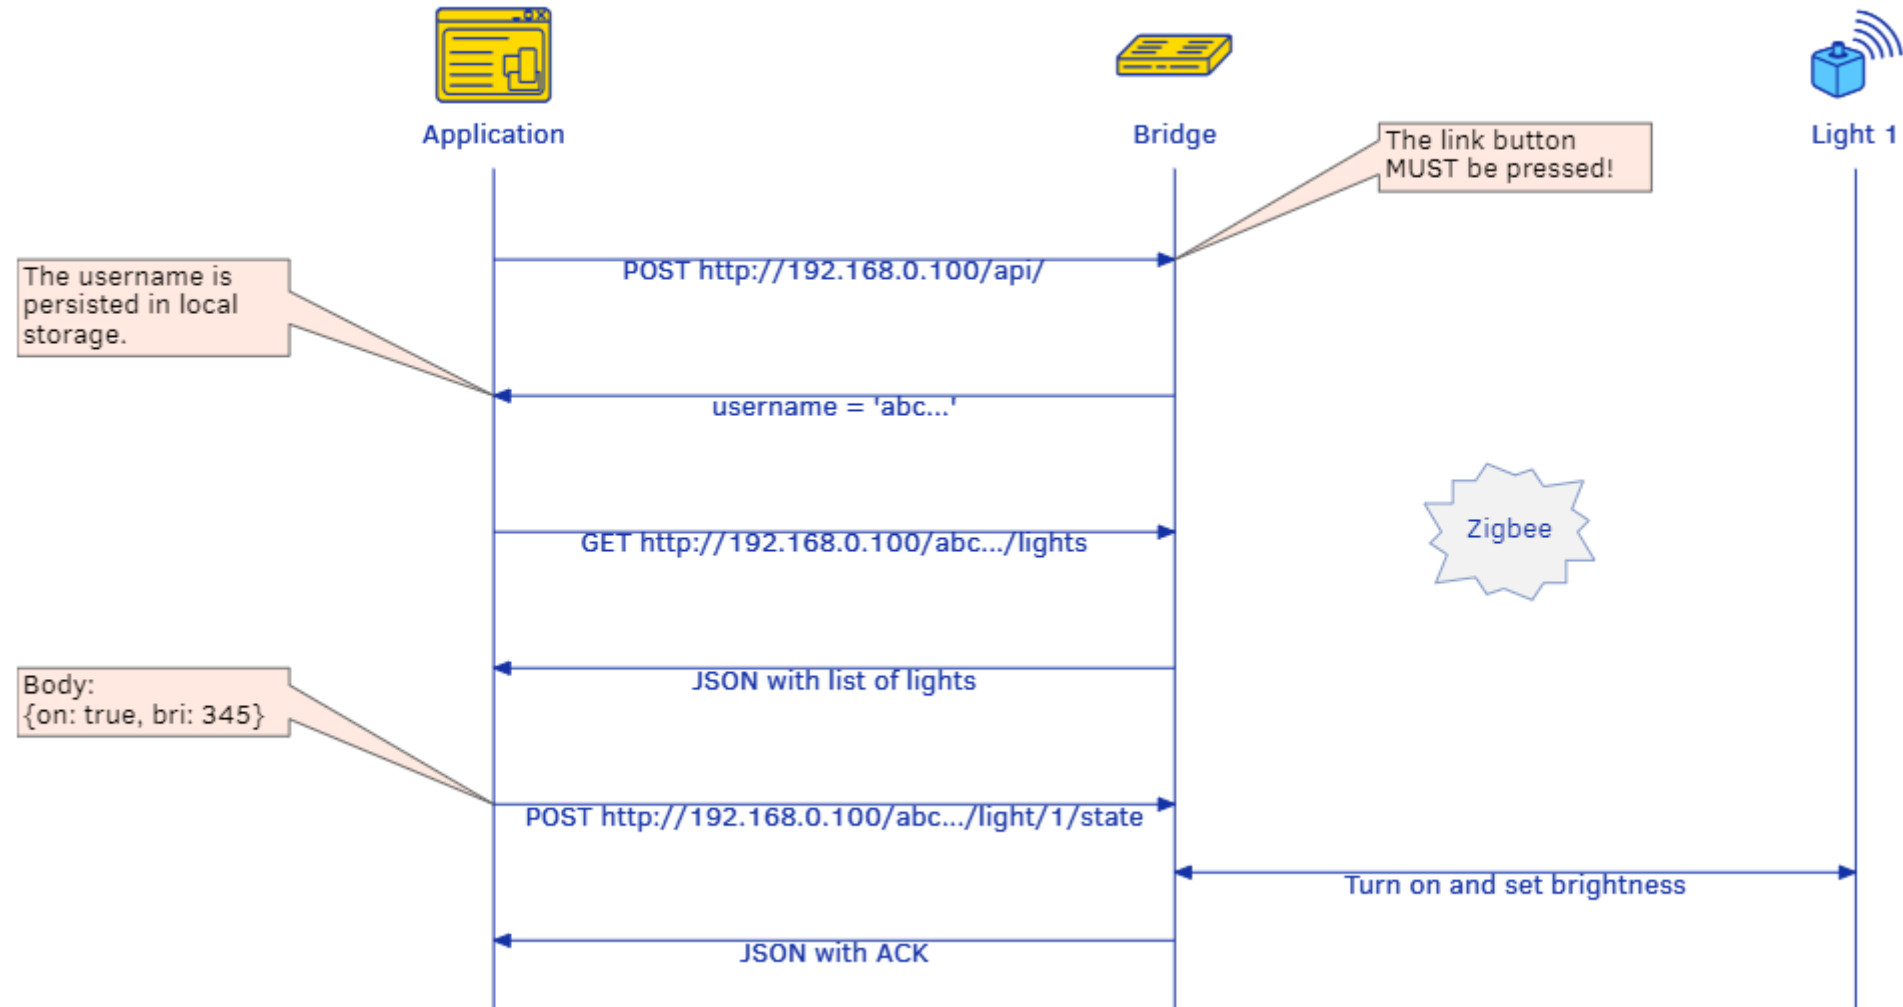 Application
Bridge
Light 1
The link button
MUST be pressed!
POST http://192.168.0.100/api/
The username is
persisted in local
storage.
username = 'abc...'
Zigbee
GET http://192.168.0.100/abc.../lights
JSON with list of lights
Body:
{on: true, bri: 345}
POST http://192.168.0.100/abc.../light/1/state
Turn on and set brightness
JSON with ACK